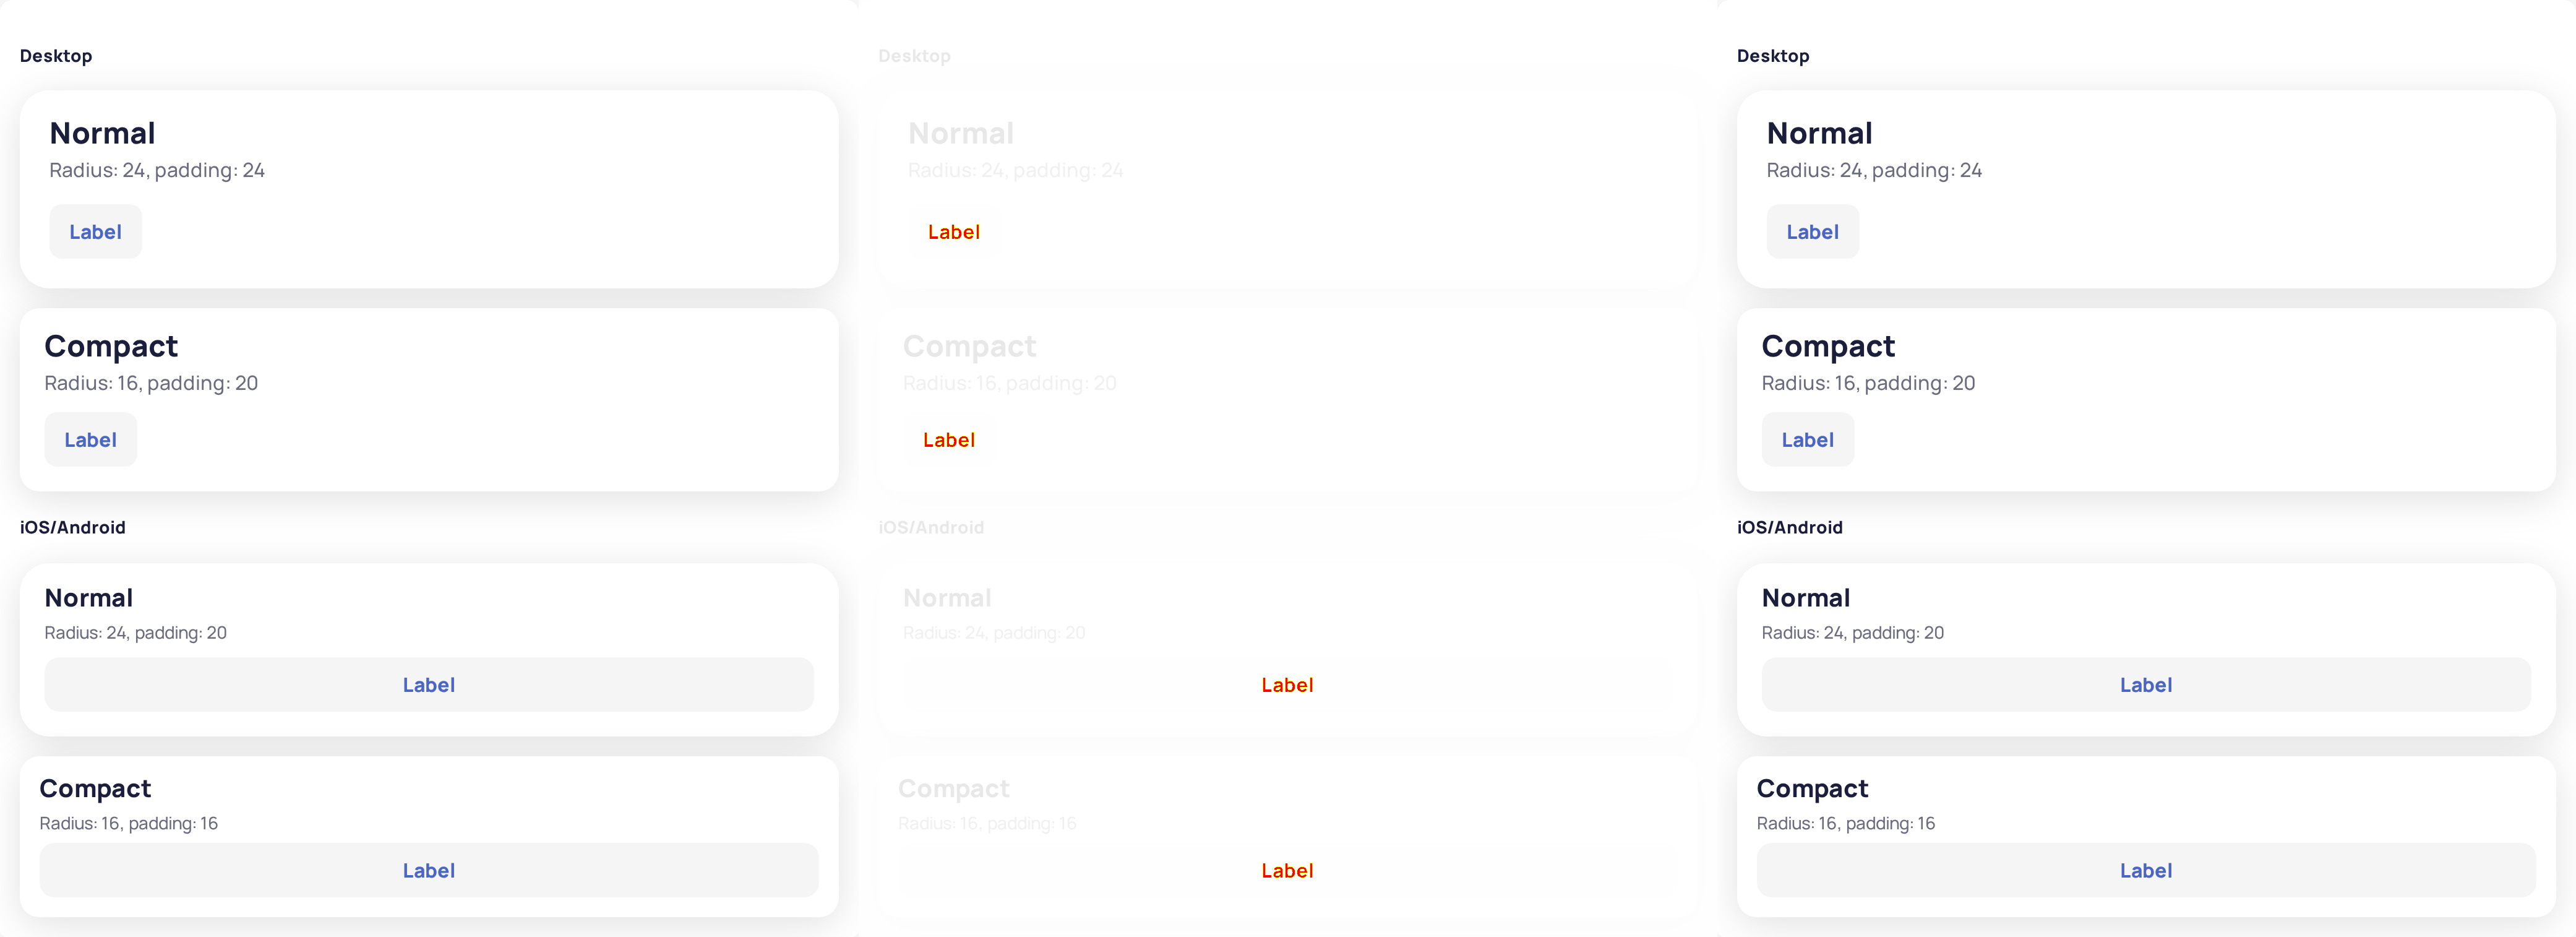 Desktop
Normal
Radius: 24, padding: 24
Label
Compact
Radius: 16, padding: 20
Label
iOS/Android
Normal
Radius: 24, padding: 20
Label
Compact
Radius: 16, padding: 16
Label
Desktop
Normal
Radius: 24, padding: 24
Label
Compact
Radius: 16, padding: 20
Label
iOS/Android
Normal
Radius: 24, padding: 20
Label
Compact
Radius: 16, padding: 16
Label
Desktop
Normal
Radius: 24, padding: 24
Label
Compact
Radius: 16, padding: 20
Label
iOS/Android
Normal
Radius: 24, padding: 20
Label
Compact
Radius: 16, padding: 16
Label